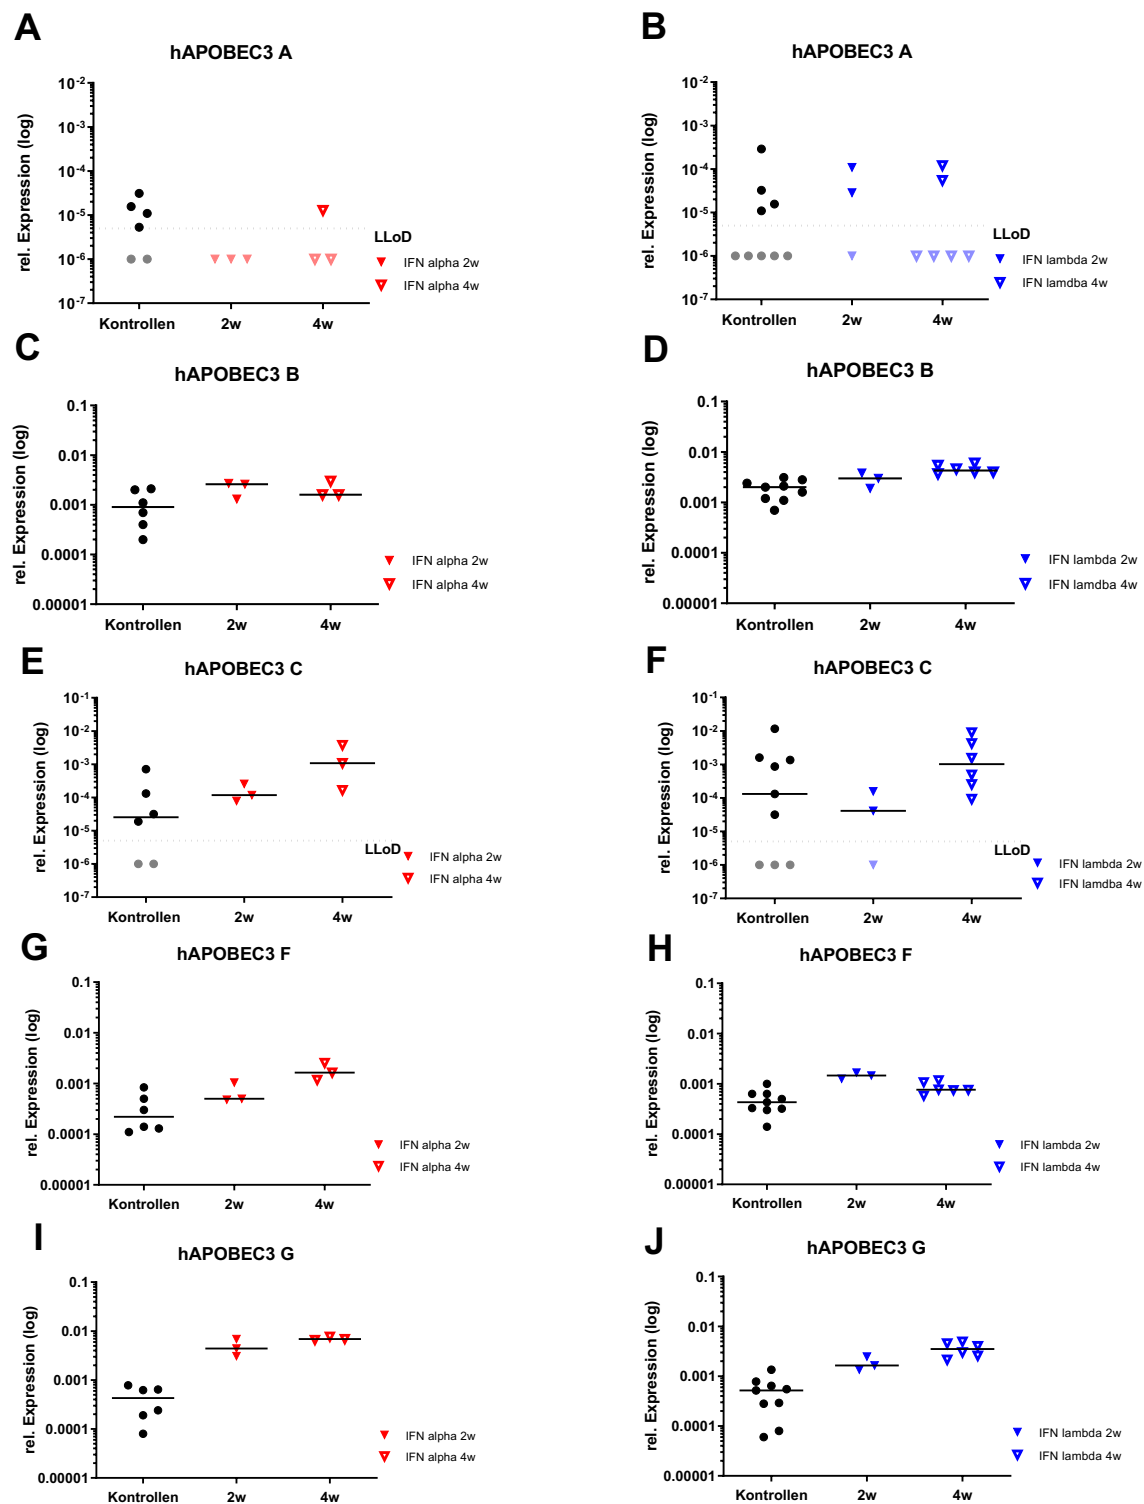 A
hAPOBEC3 A
rel. Expression (log)
10⁻²
10⁻³
10⁻⁴
10⁻⁵
10⁻⁶
10⁻⁷
Kontrollen 2w 4w
LLoD
IFN alpha 2w
IFN alpha 4w
B
hAPOBEC3 A
rel. Expression (log)
10⁻²
10⁻³
10⁻⁴
10⁻⁵
10⁻⁶
10⁻⁷
Kontrollen 2w 4w
LLoD
IFN lambda 2w
IFN lamdba 4w
C
hAPOBEC3 B
rel. Expression (log)
0.1
0.01
0.001
0.0001
0.00001
Kontrollen 2w 4w
IFN alpha 2w
IFN alpha 4w
D
hAPOBEC3 B
rel. Expression (log)
0.1
0.01
0.001
0.0001
0.00001
Kontrollen 2w 4w
IFN lambda 2w
IFN lamdba 4w
E
hAPOBEC3 C
rel. Expression (log)
10⁻¹
10⁻²
10⁻³
10⁻⁴
10⁻⁵
10⁻⁶
10⁻⁷
Kontrollen 2w 4w
LLoD
IFN alpha 2w
IFN alpha 4w
F
hAPOBEC3 C
rel. Expression (log)
10⁻¹
10⁻²
10⁻³
10⁻⁴
10⁻⁵
10⁻⁶
10⁻⁷
Kontrollen 2w 4w
LLoD
IFN lambda 2w
IFN lamdba 4w
G
hAPOBEC3 F
rel. Expression (log)
0.1
0.01
0.001
0.0001
0.00001
Kontrollen 2w 4w
IFN alpha 2w
IFN alpha 4w
H
hAPOBEC3 F
rel. Expression (log)
0.1
0.01
0.001
0.0001
0.00001
Kontrollen 2w 4w
IFN lambda 2w
IFN lambda 4w
I
hAPOBEC3 G
rel. Expression (log)
0.1
0.01
0.001
0.0001
0.00001
Kontrollen 2w 4w
IFN alpha 2w
IFN alpha 4w
J
hAPOBEC3 G
rel. Expression (log)
0.1
0.01
0.001
0.0001
0.00001
Kontrollen 2w 4w
IFN lambda 2w
IFN lambda 4w